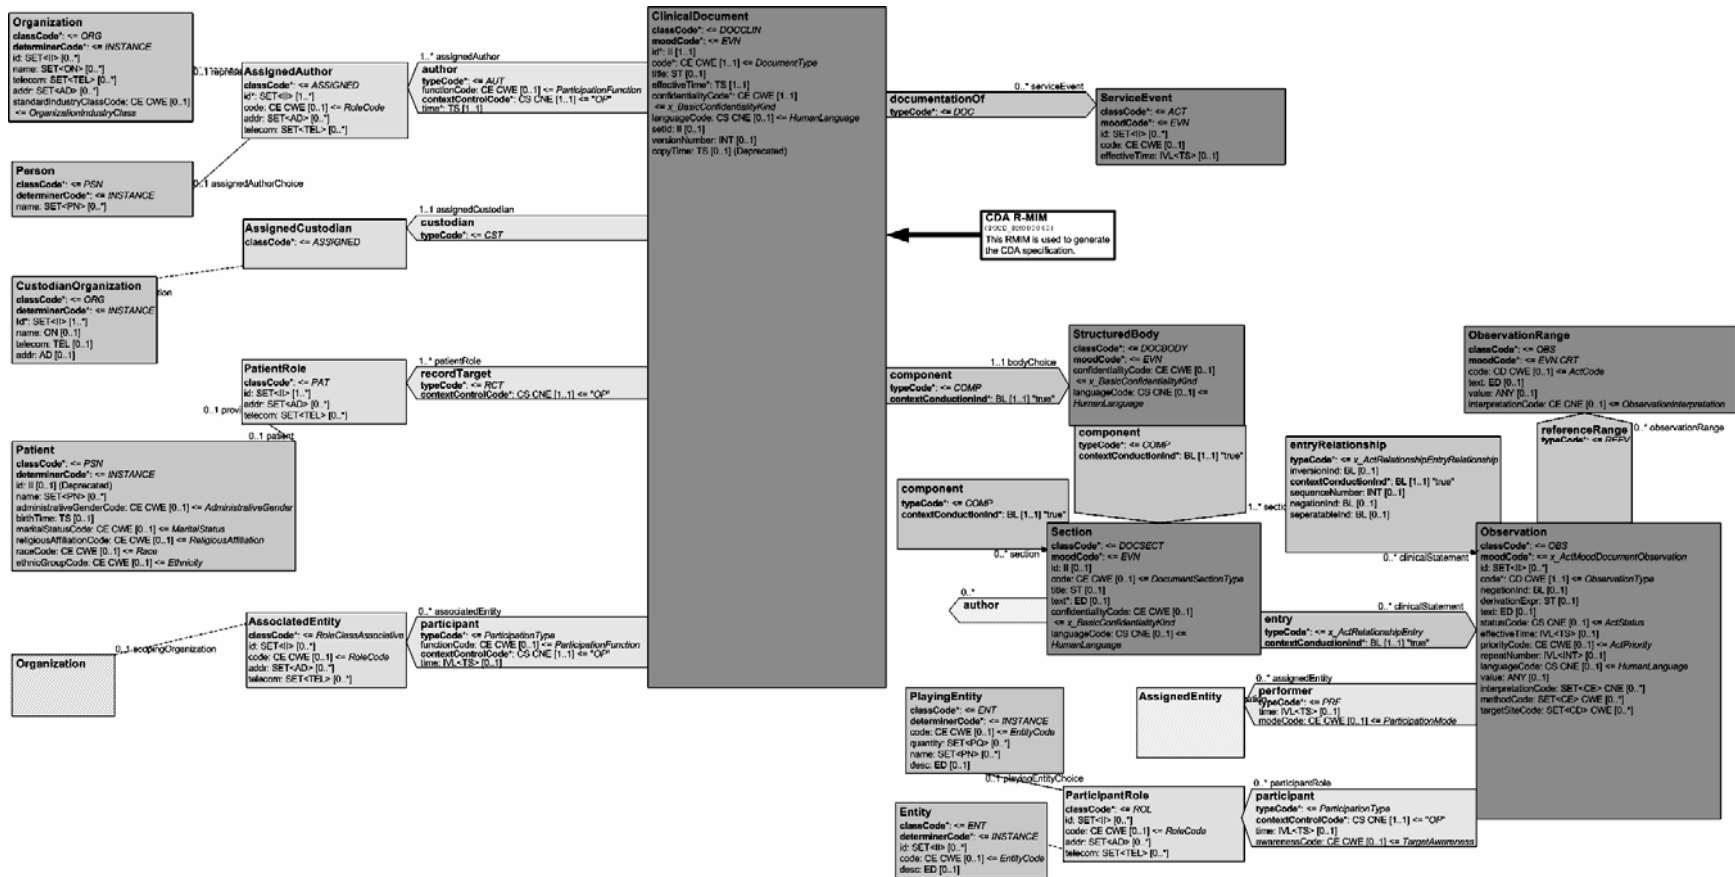 Organization
classCode*: <= ORG
determinerCode*: <= INSTANCE
id: SET<II> [0..*]
name: SET<ON> [0..*]
telecom: SET<TEL> [0..*]
addr: SET<AD> [0..*]
standardIndustryClassCode: CE CWE [0..1]
<= OrganizationIndustryClass
0..1
AssignedAuthor
classCode*: <= ASSIGNED
id*: SET<II> [1..*]
code: CE CWE [0..1] <= RoleCode
addr: SET<AD> [0..*]
telecom: SET<TEL> [0..*]
1..* assignedAuthor
author
typeCode*: <= AUT
functionCode: CE CWE [0..1] <= ParticipationFunction
contextControlCode*: CS CNE [1..1] <= "OP"
time*: TS [1..1]
Person
classCode*: <= PSN
determinerCode*: <= INSTANCE
name: SET<PN> [0..*]
0..1 assignedAuthorChoice
AssignedCustodian
classCode*: <= ASSIGNED
1..1 assignedCustodian
custodian
typeCode*: <= CST
CustodianOrganization
classCode*: <= ORG
determinerCode*: <= INSTANCE
id*: SET<II> [1..*]
name: ON [0..1]
telecom: TEL [0..1]
addr: AD [0..1]
PatientRole
classCode*: <= PAT
id: SET<II> [1..*]
addr: SET<AD> [0..*]
telecom: SET<TEL> [0..*]
1..* patientRole
recordTarget
typeCode*: <= RCT
contextControlCode*: CS CNE [1..1] <= "OP"
0..1
0..1 patient
Patient
classCode*: <= PSN
determinerCode*: <= INSTANCE
id: II [0..1] (Deprecated)
name: SET<PN> [0..*]
administrativeGenderCode: CE CWE [0..1] <= AdministrativeGender
birthTime: TS [0..1]
maritalStatusCode: CE CWE [0..1] <= MaritalStatus
religiousAffiliationCode: CE CWE [0..1] <= ReligiousAffiliation
raceCode: CE CWE [0..1] <= Race
ethnicGroupCode: CE CWE [0..1] <= Ethnicity
AssociatedEntity
classCode*: <= RoleClassAssociative
id: SET<II> [0..*]
code: CE CWE [0..1] <= RoleCode
addr: SET<AD> [0..*]
telecom: SET<TEL> [0..*]
0..* associatedEntity
participant
typeCode*: <= ParticipationType
functionCode: CE CWE [0..1] <= ParticipationFunction
contextControlCode*: CS CNE [1..1] <= "OP"
time: IVL<TS> [0..1]
0..1 scopingOrganization
Organization
ClinicalDocument
classCode*: <= DOCCLIN
moodCode*: <= EVN
id*: II [1..1]
code*: CE CWE [1..1] <= DocumentType
title: ST [0..1]
effectiveTime*: TS [1..1]
confidentialityCode*: CE CWE [1..1]
<= x_BasicConfidentialityKind
languageCode: CS CNE [0..1] <= HumanLanguage
setId: II [0..1]
versionNumber: INT [0..1]
copyTime: TS [0..1] (Deprecated)
0..* serviceEvent
documentationOf
typeCode*: <= DOC
ServiceEvent
classCode*: <= ACT
moodCode*: <= EVN
id: SET<II> [0..*]
code: CE CWE [0..1]
effectiveTime: IVL<TS> [0..1]
CDA R-MIM
This RMIM is used to generate
the CDA specification.
1..1 bodyChoice
component
typeCode*: <= COMP
contextConductionInd*: BL [1..1] "true"
StructuredBody
classCode*: <= DOCBODY
moodCode*: <= EVN
confidentialityCode: CE CWE [0..1]
<= x_BasicConfidentialityKind
languageCode: CS CNE [0..1] <=
HumanLanguage
ObservationRange
classCode*: <= OBS
moodCode*: <= EVN.CRT
code: CD CWE [0..1] <= ActCode
text: ED [0..1]
value: ANY [0..1]
interpretationCode: CE CNE [0..1] <= ObservationInterpretation
component
typeCode*: <= COMP
contextConductionInd*: BL [1..1] "true"
1..*
component
typeCode*: <= COMP
contextConductionInd*: BL [1..1] "true"
0..* section
entryRelationship
typeCode*: <= x_ActRelationshipEntryRelationship
inversionInd: BL [0..1]
contextConductionInd*: BL [1..1] "true"
sequenceNumber: INT [0..1]
negationInd: BL [0..1]
seperatableInd: BL [0..1]
0..* clinicalStatement
referenceRange
typeCode*: <= REFV
0..* observationRange
Section
classCode*: <= DOCSECT
moodCode*: <= EVN
id: II [0..1]
code: CE CWE [0..1] <= DocumentSectionType
title: ST [0..1]
text*: ED [0..1]
confidentialityCode: CE CWE [0..1]
<= x_BasicConfidentialityKind
languageCode: CS CNE [0..1] <=
HumanLanguage
0..*
author
0..* clinicalStatement
entry
typeCode*: <= x_ActRelationshipEntry
contextConductionInd*: BL [1..1] "true"
Observation
classCode*: <= OBS
moodCode*: <= x_ActMoodDocumentObservation
id: SET<II> [0..*]
code*: CD CWE [1..1] <= ObservationType
negationInd: BL [0..1]
derivationExpr: ST [0..1]
text: ED [0..1]
statusCode: CS CNE [0..1] <= ActStatus
effectiveTime: IVL<TS> [0..1]
priorityCode: CE CWE [0..1] <= ActPriority
repeatNumber: IVL<INT> [0..1]
languageCode: CS CNE [0..1] <= HumanLanguage
value: ANY [0..1]
interpretationCode: SET<CE> CNE [0..*]
methodCode: SET<CE> CWE [0..*]
targetSiteCode: SET<CD> CWE [0..*]
0..* assignedEntity
performer
typeCode*: <= PRF
time: IVL<TS> [0..1]
modeCode: CE CWE [0..1] <= ParticipationMode
AssignedEntity
PlayingEntity
classCode*: <= ENT
determinerCode*: <= INSTANCE
code: CE CWE [0..1] <= EntityCode
quantity: SET<PQ> [0..*]
name: SET<PN> [0..*]
desc: ED [0..1]
0..1 playingEntityChoice
ParticipantRole
classCode*: <= ROL
id: SET<II> [0..*]
code: CE CWE [0..1] <= RoleCode
addr: SET<AD> [0..*]
telecom: SET<TEL> [0..*]
0..* participantRole
participant
typeCode*: <= ParticipationType
contextControlCode*: CS CNE [1..1] <= "OP"
time: IVL<TS> [0..1]
awarenessCode: CE CWE [0..1] <= TargetAwareness
Entity
classCode*: <= ENT
determinerCode*: <= INSTANCE
id: SET<II> [0..*]
code: CE CWE [0..1] <= EntityCode
desc: ED [0..1]